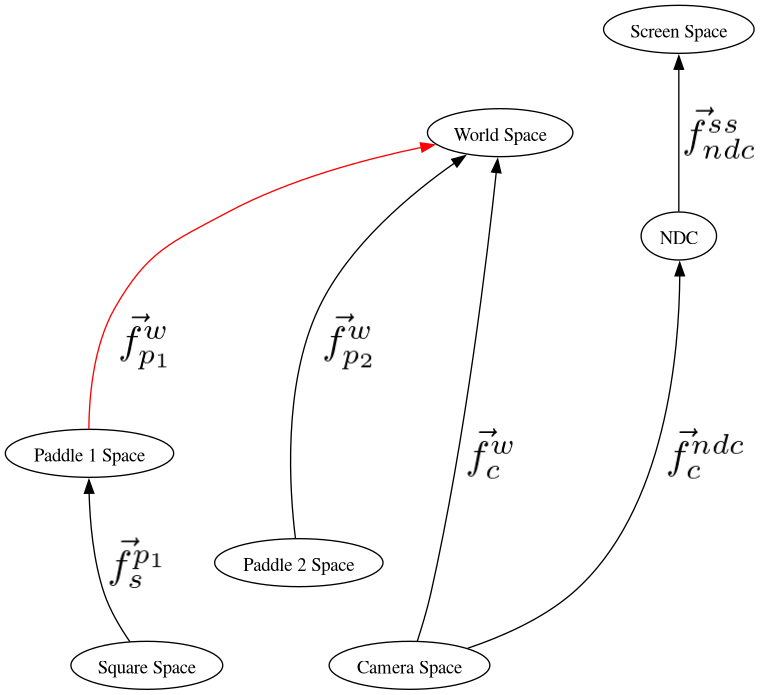 Screen Space
$\vec{f}_{ndc}^{ss}$
World Space
NDC
$\vec{f}_{p_1}^{w}$
$\vec{f}_{p_2}^{w}$
$\vec{f}_{c}^{w}$
$\vec{f}_{c}^{ndc}$
Paddle 1 Space
$\vec{f}_{s}^{p_1}$
Paddle 2 Space
Square Space
Camera Space